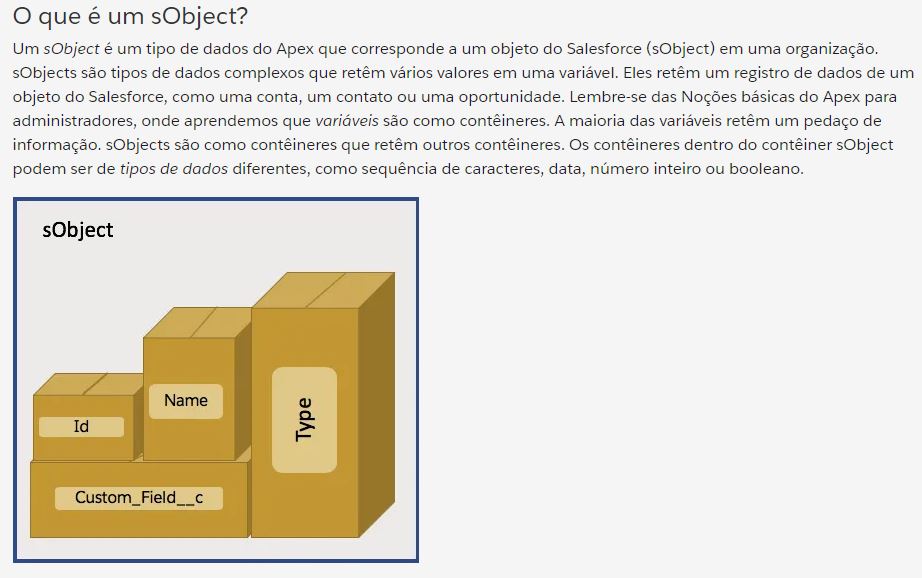 O que é um sObject?
Um sObject é um tipo de dados do Apex que corresponde a um objeto do Salesforce (sObject) em uma organização.
sObjects são tipos de dados complexos que retêm vários valores em uma variável. Eles retêm um registro de dados de um
objeto do Salesforce, como uma conta, um contato ou uma oportunidade. Lembre-se das Noções básicas do Apex para
administradores, onde aprendemos que variáveis são como contêineres. A maioria das variáveis retêm um pedaço de
informação. sObjects são como contêineres que retêm outros contêineres. Os contêineres dentro do contêiner sObject
podem ser de tipos de dados diferentes, como sequência de caracteres, data, número inteiro ou booleano.
sObject
Id
Name
Type
Custom_Field__c